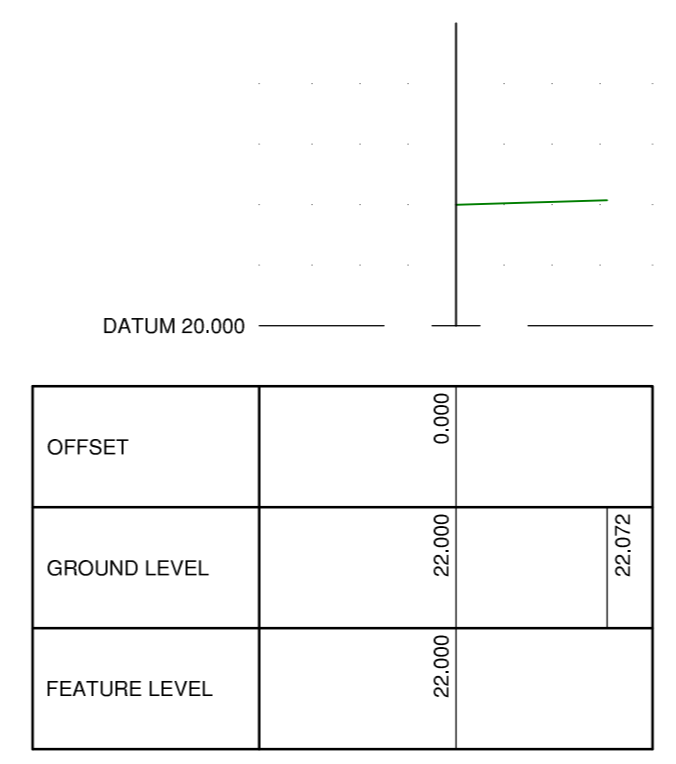 DATUM 20.000
OFFSET
0.000
GROUND LEVEL
22.000
22.072
FEATURE LEVEL
22.000